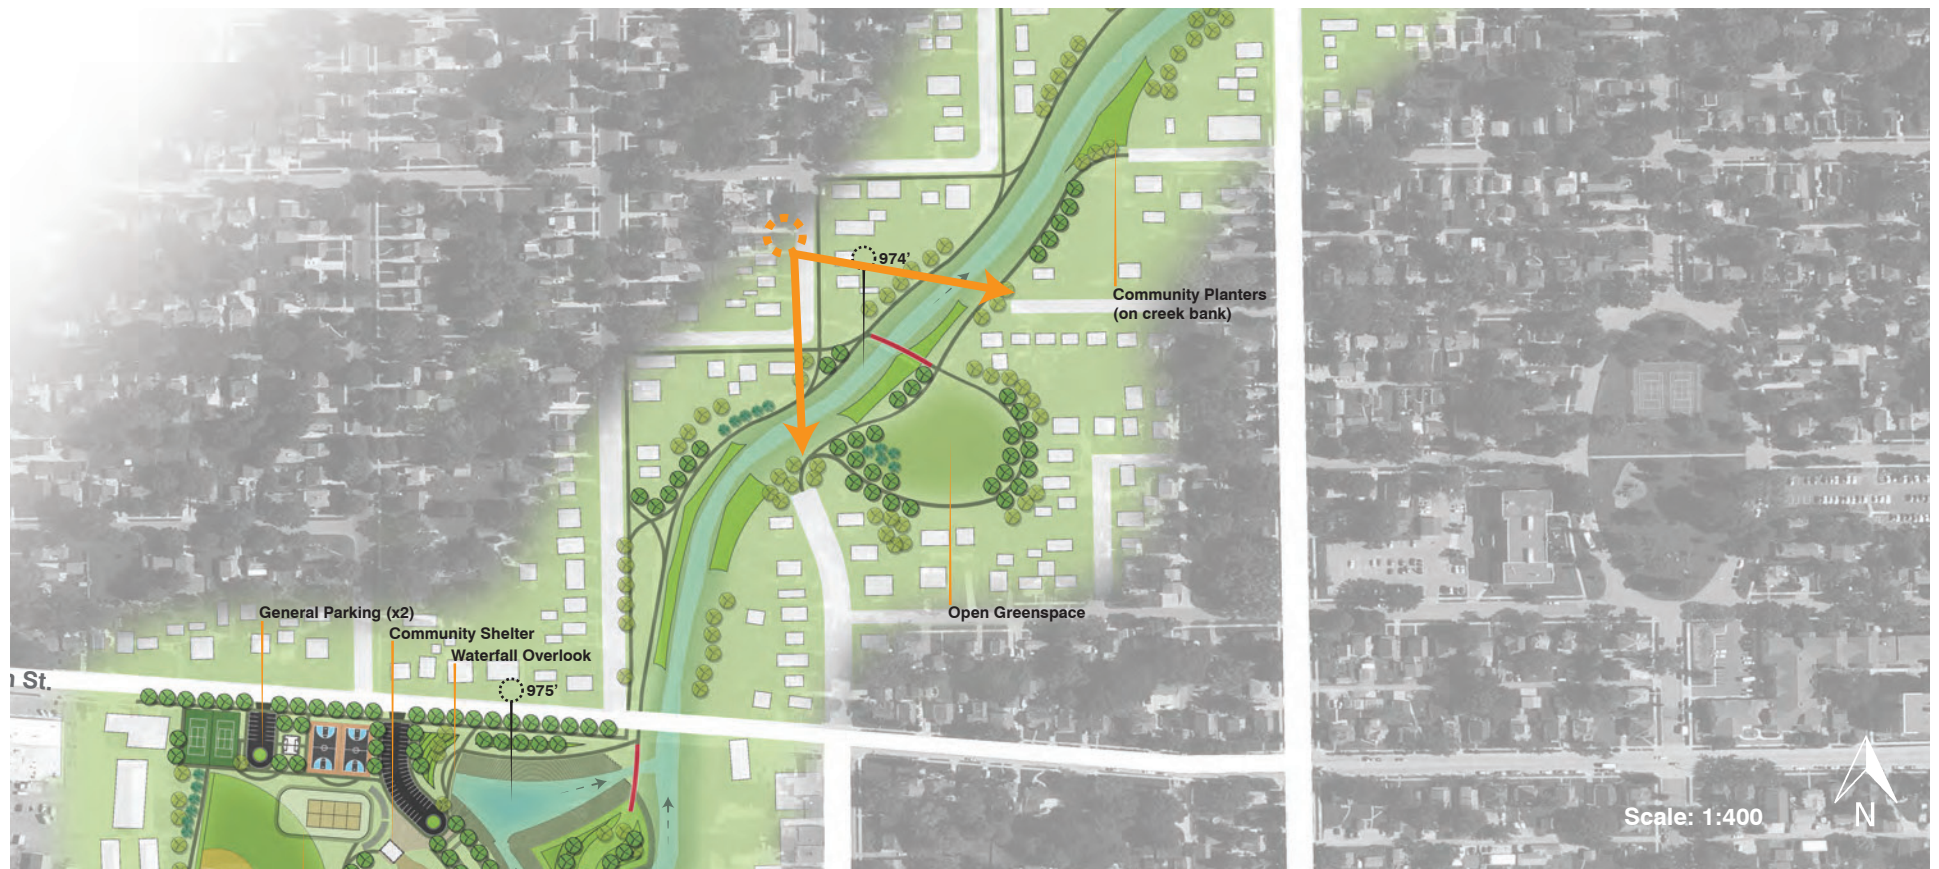 974’
Community Planters
(on creek bank)
General Parking (x2)
Open Greenspace
Community Shelter
Waterfall Overlook
St.
975’
Scale: 1:400
N